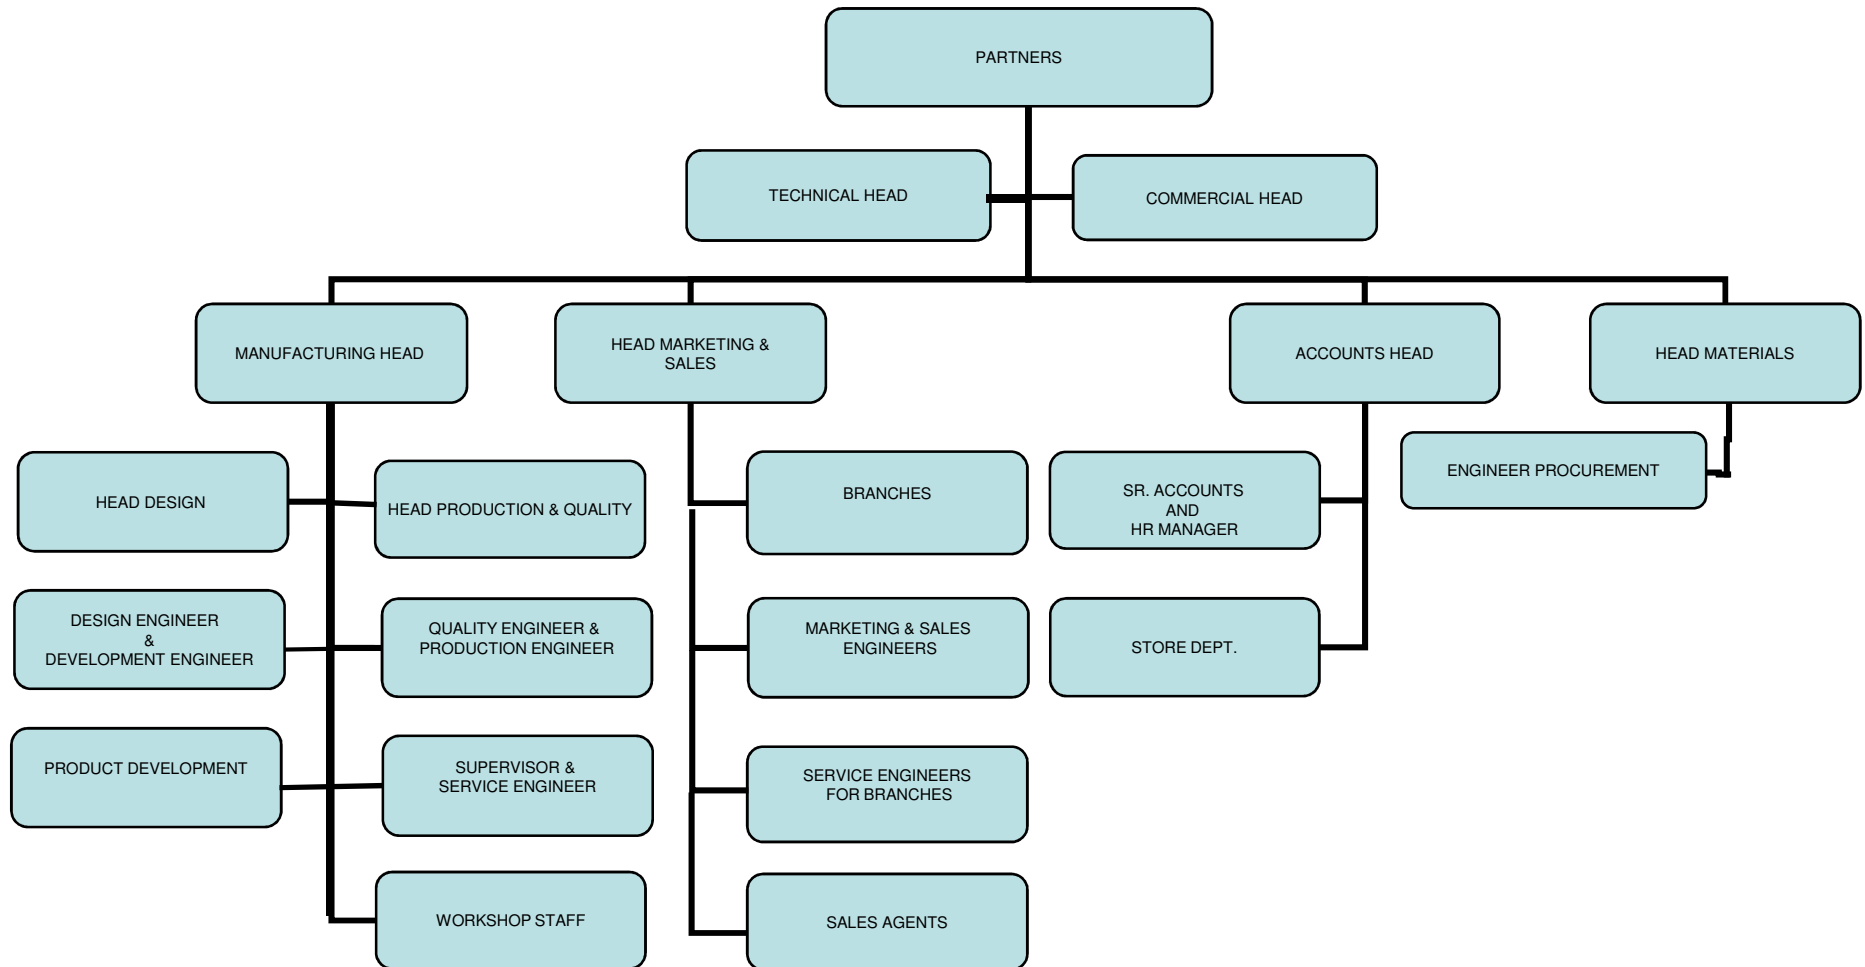 PARTNERS
TECHNICAL HEAD
COMMERCIAL HEAD
MANUFACTURING HEAD
HEAD MARKETING &
SALES
ACCOUNTS HEAD
HEAD MATERIALS
HEAD DESIGN
HEAD PRODUCTION & QUALITY
BRANCHES
SR. ACCOUNTS
AND
HR MANAGER
ENGINEER PROCUREMENT
DESIGN ENGINEER
&
DEVELOPMENT ENGINEER
QUALITY ENGINEER &
PRODUCTION ENGINEER
MARKETING & SALES
ENGINEERS
STORE DEPT.
PRODUCT DEVELOPMENT
SUPERVISOR &
SERVICE ENGINEER
SERVICE ENGINEERS
FOR BRANCHES
WORKSHOP STAFF
SALES AGENTS